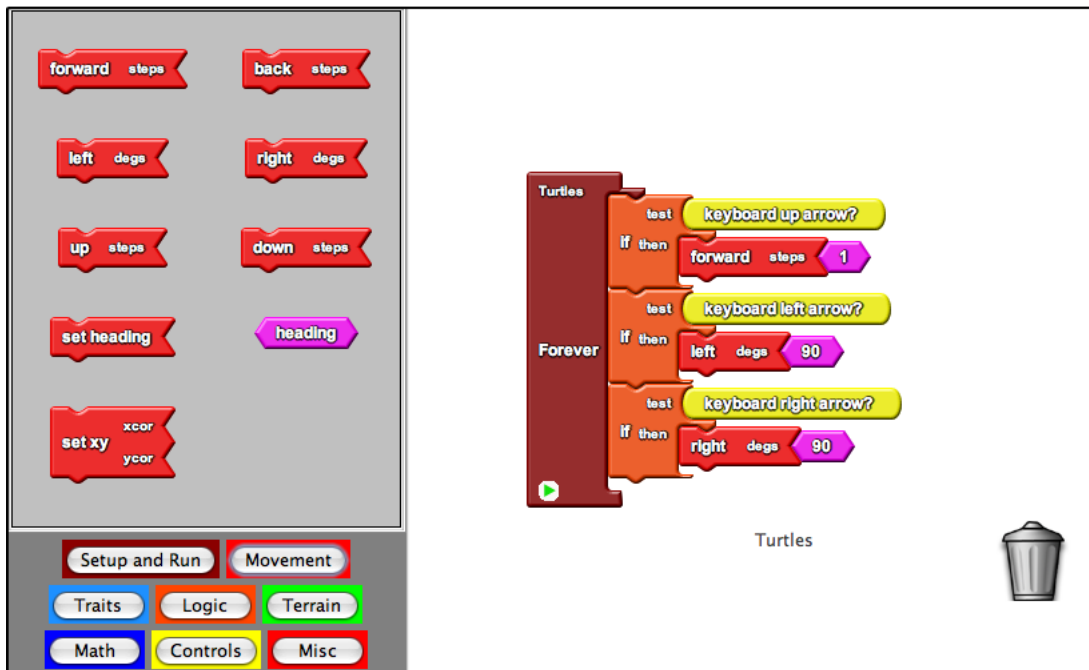 forward steps
back steps
left degs
right degs
up steps
down steps
set heading
heading
set xy xcor
ycor
Setup and Run
Movement
Traits
Logic
Terrain
Math
Controls
Misc
Turtles
Forever
test keyboard up arrow?
if then forward steps 1
test keyboard left arrow?
if then left degs 90
test keyboard right arrow?
if then right degs 90
Turtles